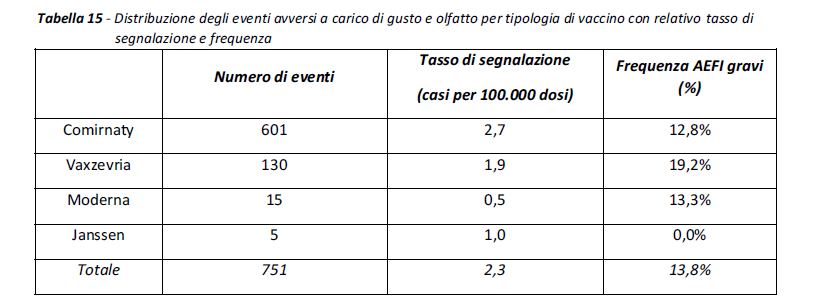 Tabella 15 - Distribuzione degli eventi avversi a carico di gusto e olfatto per tipologia di vaccino con relativo tasso di
segnalazione e frequenza
Numero di eventi Tasso di segnalazione (casi per 100.000 dosi) Frequenza AEFI gravi (%)
Comirnaty 601 2,7 12,8%
Vaxzevria 130 1,9 19,2%
Moderna 15 0,5 13,3%
Janssen 5 1,0 0,0%
Totale 751 2,3 13,8%